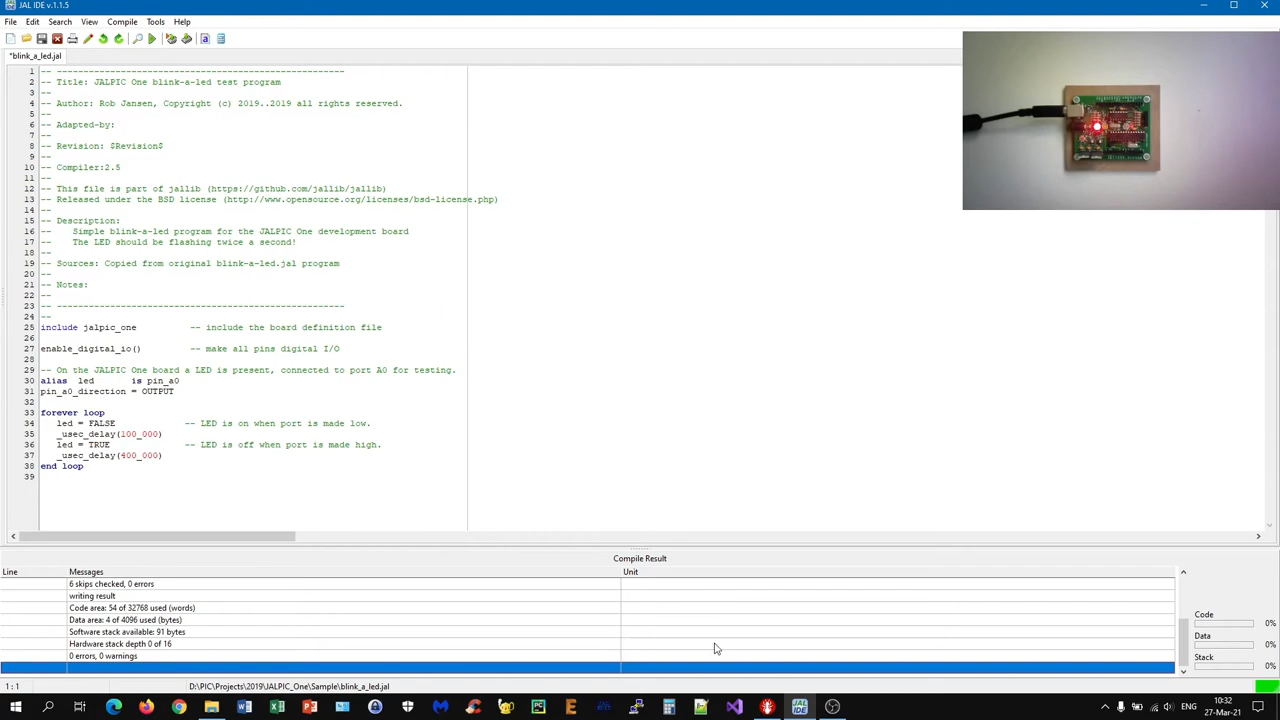 JAL IDE v.1.1.5
File Edit Search View Compile Tools Help
*blink_a_led.jal
1 -- ------------------------------------------------------
2 -- Title: JALPIC One blink-a-led test program
3 --
4 -- Author: Rob Jansen, Copyright (c) 2019..2019 all rights reserved.
5 --
6 -- Adapted-by:
7 --
8 -- Revision: $Revision$
9 --
10 -- Compiler:2.5
11 --
12 -- This file is part of jallib (https://github.com/jallib/jallib)
13 -- Released under the BSD license (http://www.opensource.org/licenses/bsd-license.php)
14 --
15 -- Description:
16 --    Simple blink-a-led program for the JALPIC One development board
17 --    The LED should be flashing twice a second!
18 --
19 -- Sources: Copied from original blink-a-led.jal program
20 --
21 -- Notes:
22 --
23 -- ------------------------------------------------------
24 --
25 include jalpic_one          -- include the board definition file
26
27 enable_digital_io()         -- make all pins digital I/O
28
29 -- On the JALPIC One board a LED is present, connected to port A0 for testing.
30 alias  led       is pin_a0
31 pin_a0_direction = OUTPUT
32
33 forever loop
34    led = FALSE             -- LED is on when port is made low.
35    _usec_delay(100_000)
36    led = TRUE              -- LED is off when port is made high.
37    _usec_delay(400_000)
38 end loop
39
Compile Result
Line Messages Unit
6 skips checked, 0 errors
writing result
Code area: 54 of 32768 used (words)
Data area: 4 of 4096 used (bytes)
Software stack available: 91 bytes
Hardware stack depth 0 of 16
0 errors, 0 warnings
Code
0%
Data
0%
Stack
0%
1 : 1 D:\PIC\Projects\2019\JALPIC_One\Sample\blink_a_led.jal
JAL IDE
ENG
10:32
27-Mar-21